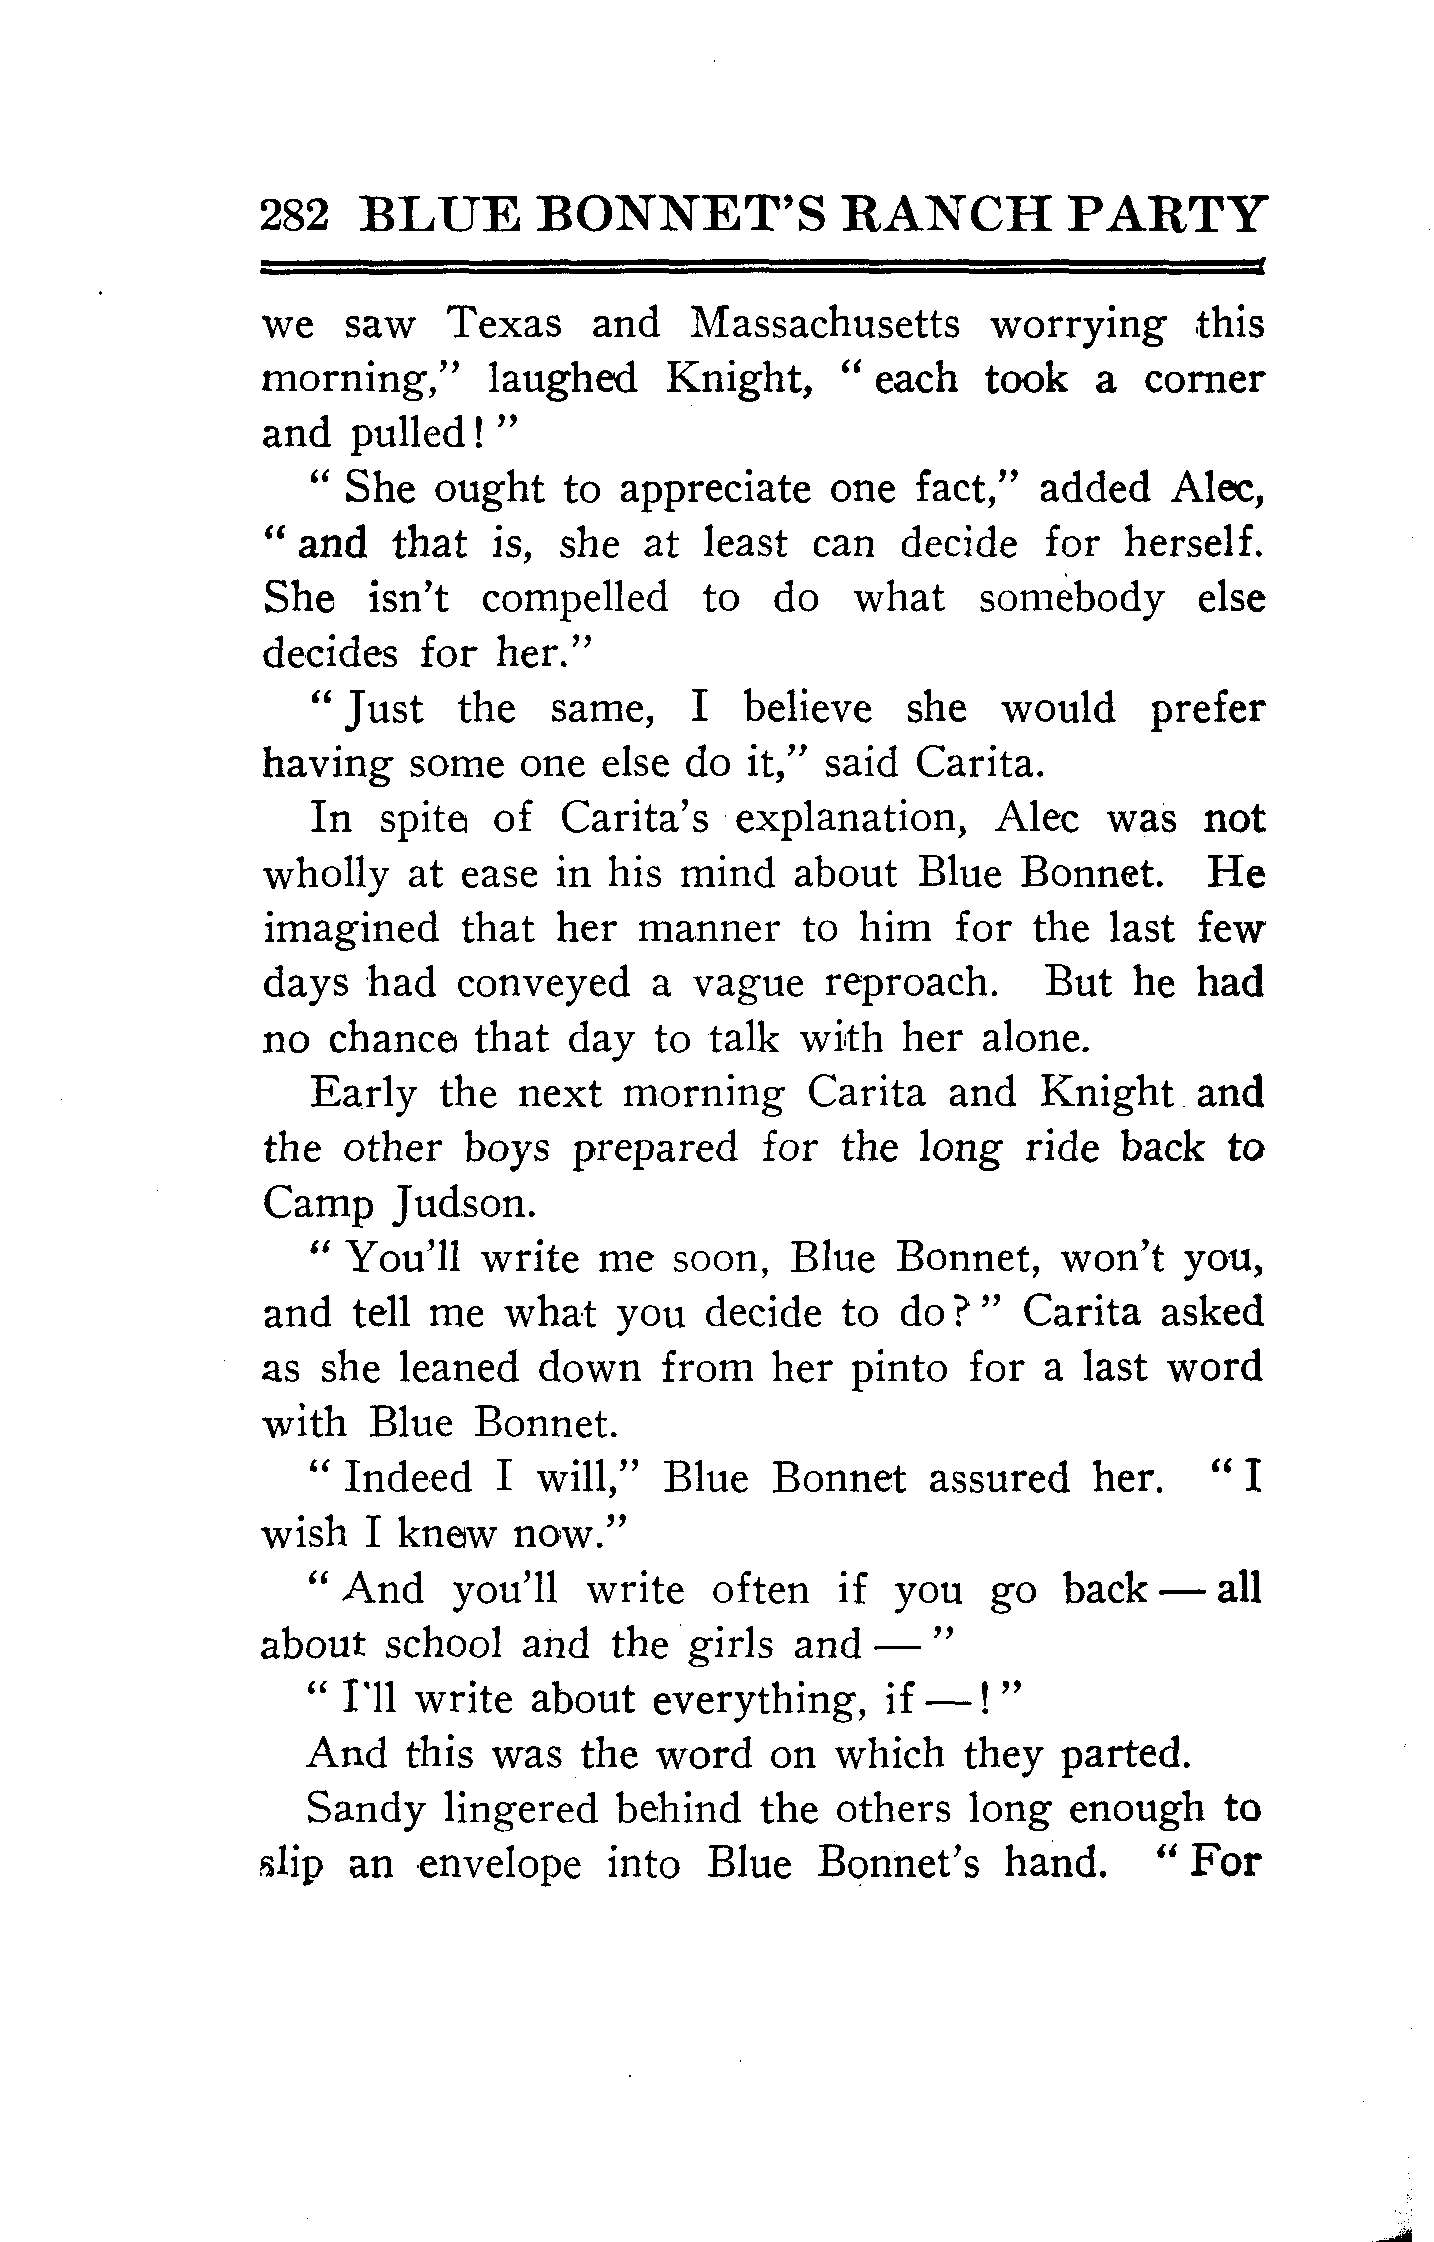 282 BLUE BONNET'S RANCH PARTY
we saw Texas and Massachusetts worrying this
morning," laughed Knight, " each took a corner
and pulled! "
" She ought to appreciate one fact," added Alec,
" and that is, she at least can decide for herself.
She isn't compelled to do what somebody else
decides for her."
" Just the same, I believe she would prefer
having some one else do it," said Carita.
In spite of Carita's explanation, Alec was not
wholly at ease in his mind about Blue Bonnet. He
imagined that her manner to him for the last few
days had conveyed a vague reproach. But he had
no chance that day to talk with her alone.
Early the next morning Carita and Knight and
the other boys prepared for the long ride back to
Camp Judson.
" You'll write me soon, Blue Bonnet, won't you,
and tell me what you decide to do? " Carita asked
as she leaned down from her pinto for a last word
with Blue Bonnet.
" Indeed I will," Blue Bonnet assured her. " I
wish I knew now."
" And you'll write often if you go back — all
about school and the girls and — "
" I'll write about everything, if — ! "
And this was the word on which they parted.
Sandy lingered behind the others long enough to
slip an envelope into Blue Bonnet's hand. " For